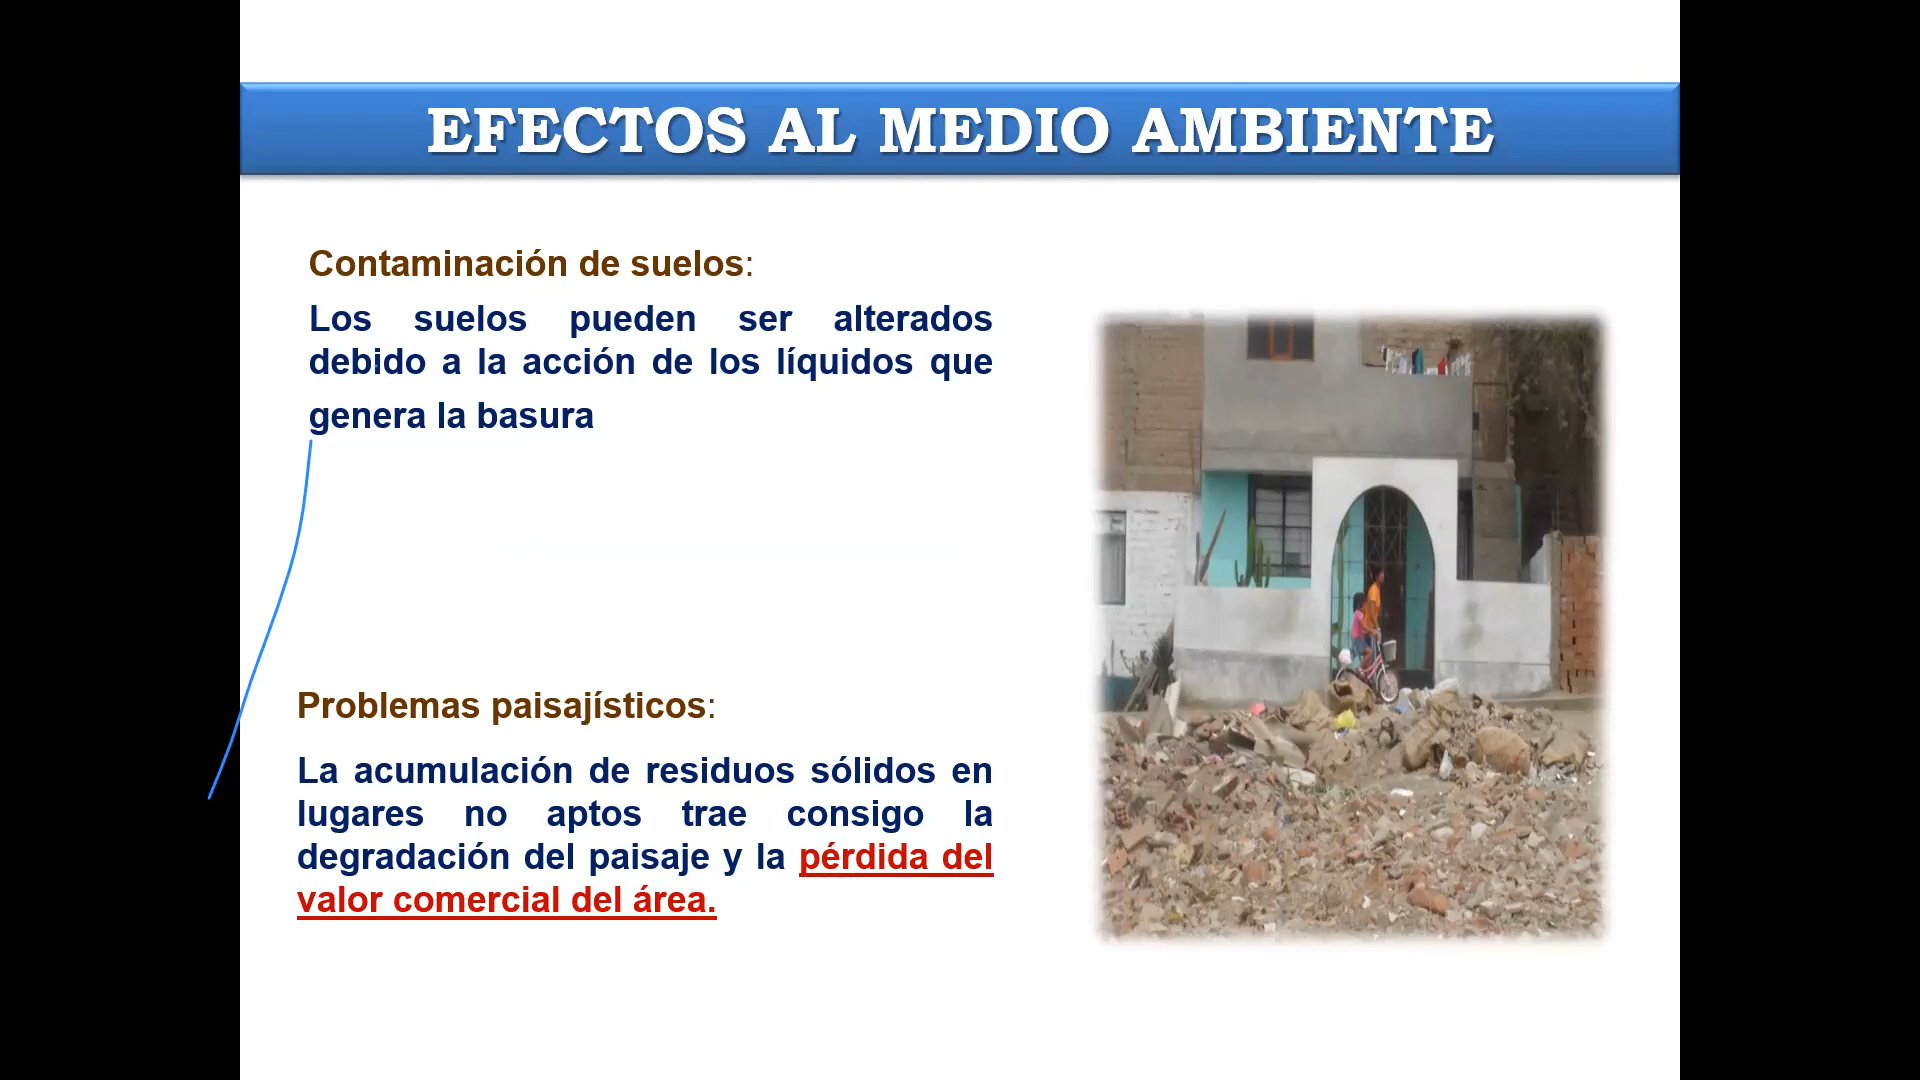 EFECTOS AL MEDIO AMBIENTE
Contaminación de suelos:
Los suelos pueden ser alterados
debido a la acción de los líquidos que
genera la basura
Problemas paisajísticos:
La acumulación de residuos sólidos en
lugares no aptos trae consigo la
degradación del paisaje y la pérdida del
valor comercial del área.